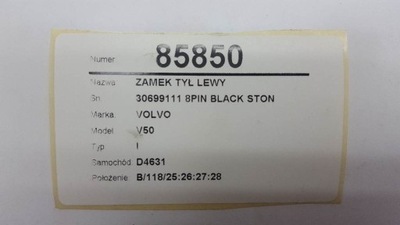 Numer: 85850
Nazwa: ZAMEK TYŁ LEWY
Sn: 30699111 8PIN BLACK STON
Marka: VOLVO
Model: V50
Typ: I
Samochód: D4631
Położenie: B/118/25:26:27:28